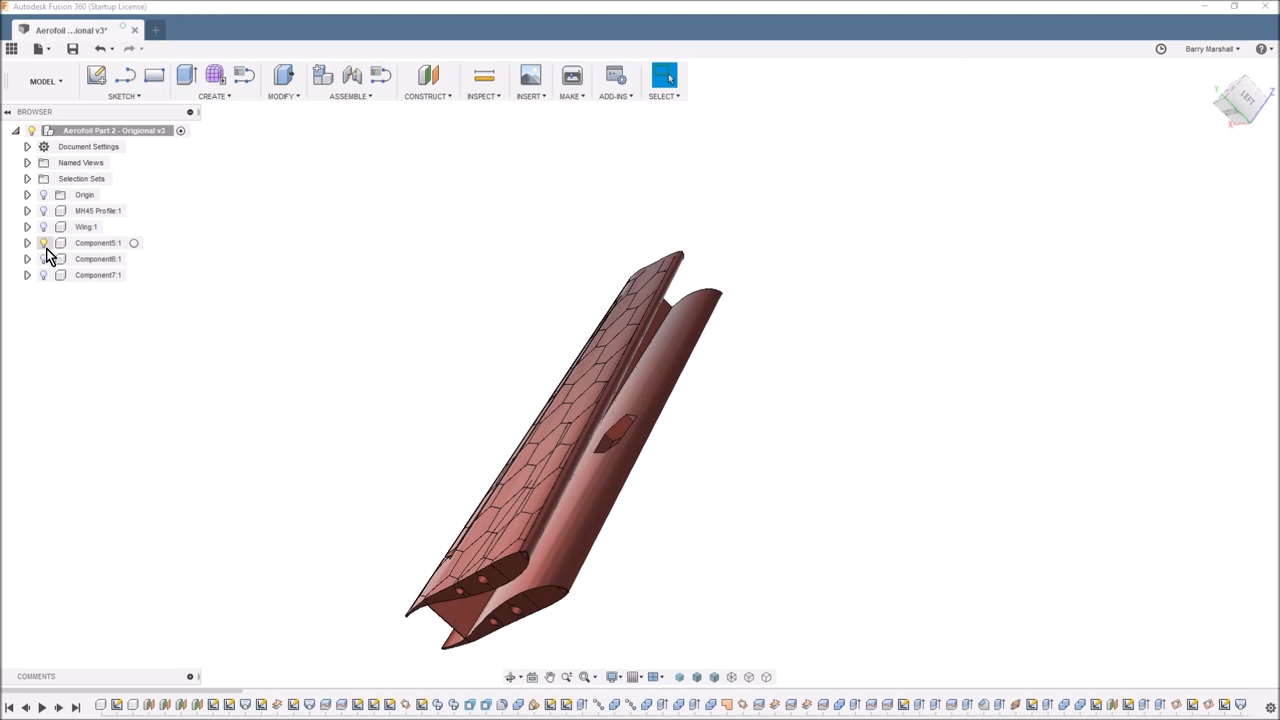 Autodesk Fusion 360 (Startup License)
Aerofoil ...ional v3*
Barry Marshall
MODEL
SKETCH
CREATE
MODIFY
ASSEMBLE
CONSTRUCT
INSPECT
INSERT
MAKE
ADD-INS
SELECT
LEFT
Y
Z
X
BROWSER
Aerofoil Part 2 - Origional v3
Document Settings
Named Views
Selection Sets
Origin
MH45 Profile:1
Wing:1
Component5:1
Component6:1
Component7:1
COMMENTS